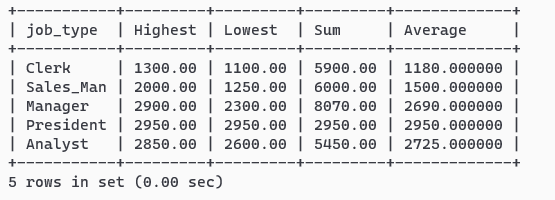 +-----------+---------+---------+---------+-------------+
| job_type  | Highest | Lowest  | Sum     | Average     |
+-----------+---------+---------+---------+-------------+
| Clerk     | 1300.00 | 1100.00 | 5900.00 | 1180.000000 |
| Sales_Man | 2000.00 | 1250.00 | 6000.00 | 1500.000000 |
| Manager   | 2900.00 | 2300.00 | 8070.00 | 2690.000000 |
| President | 2950.00 | 2950.00 | 2950.00 | 2950.000000 |
| Analyst   | 2850.00 | 2600.00 | 5450.00 | 2725.000000 |
+-----------+---------+---------+---------+-------------+
5 rows in set (0.00 sec)